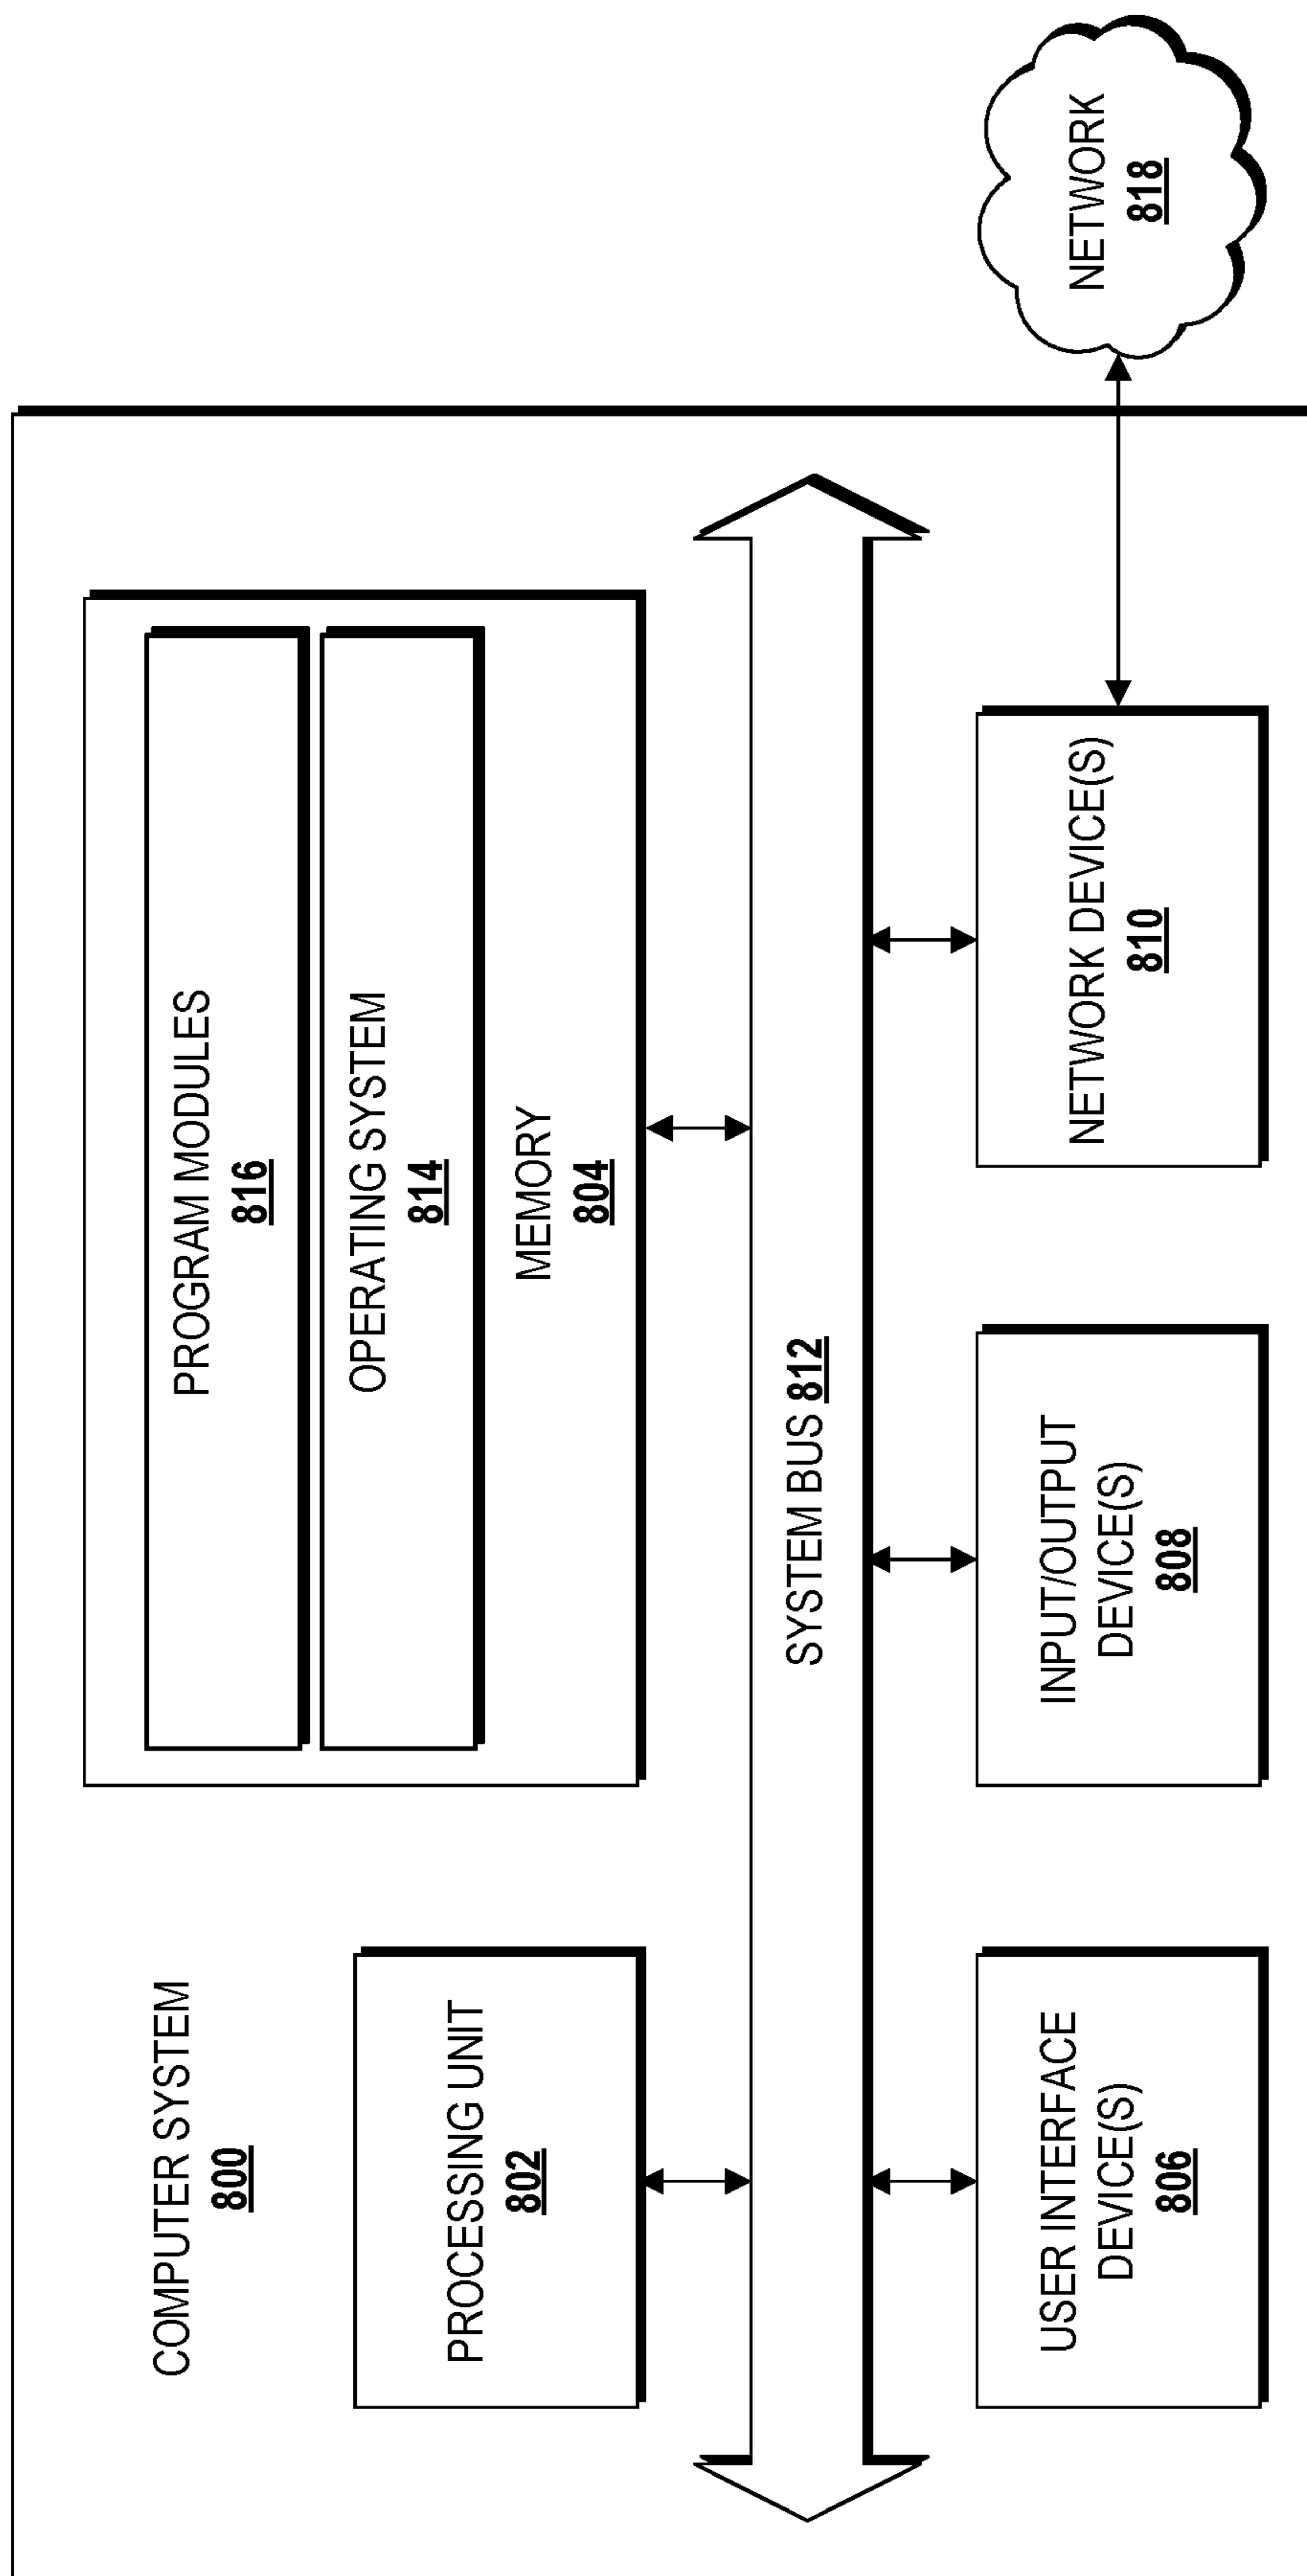 COMPUTER SYSTEM
800
PROCESSING UNIT
802
PROGRAM MODULES
816
OPERATING SYSTEM
814
MEMORY
804
SYSTEM BUS 812
USER INTERFACE
DEVICE(S)
806
INPUT/OUTPUT
DEVICE(S)
808
NETWORK DEVICE(S)
810
NETWORK
818